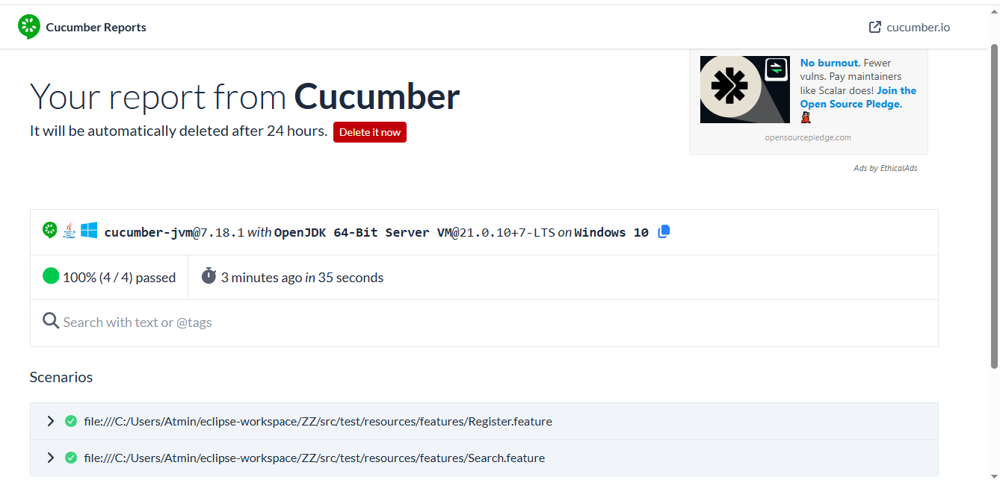 Cucumber Reports
cucumber.io
No burnout. Fewer
vulns. Pay maintainers
like Scalar does! Join the
Open Source Pledge.
opensourcepledge.com
Ads by EthicalAds
Your report from Cucumber
It will be automatically deleted after 24 hours. Delete it now
cucumber-jvm@7.18.1 with OpenJDK 64-Bit Server VM@21.0.10+7-LTS on Windows 10
100% (4 / 4) passed
3 minutes ago in 35 seconds
Search with text or @tags
Scenarios
file:///C:/Users/Atmin/eclipse-workspace/ZZ/src/test/resources/features/Register.feature
file:///C:/Users/Atmin/eclipse-workspace/ZZ/src/test/resources/features/Search.feature